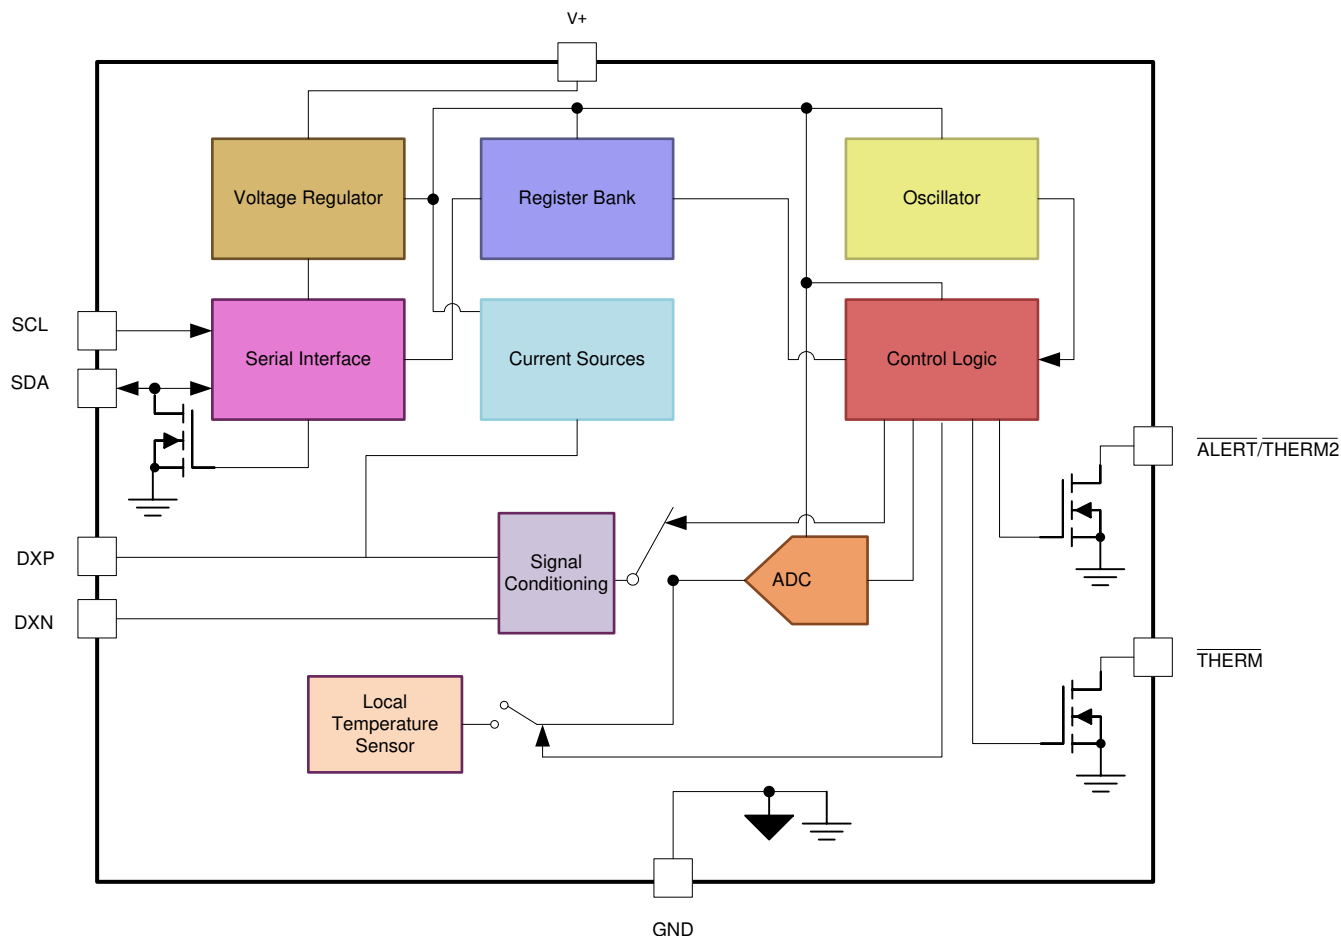 V+
Voltage Regulator
Register Bank
Oscillator
SCL
Serial Interface
Current Sources
Control Logic
SDA
ALERT/THERM2
DXP
Signal
Conditioning
ADC
DXN
THERM
Local
Temperature
Sensor
GND